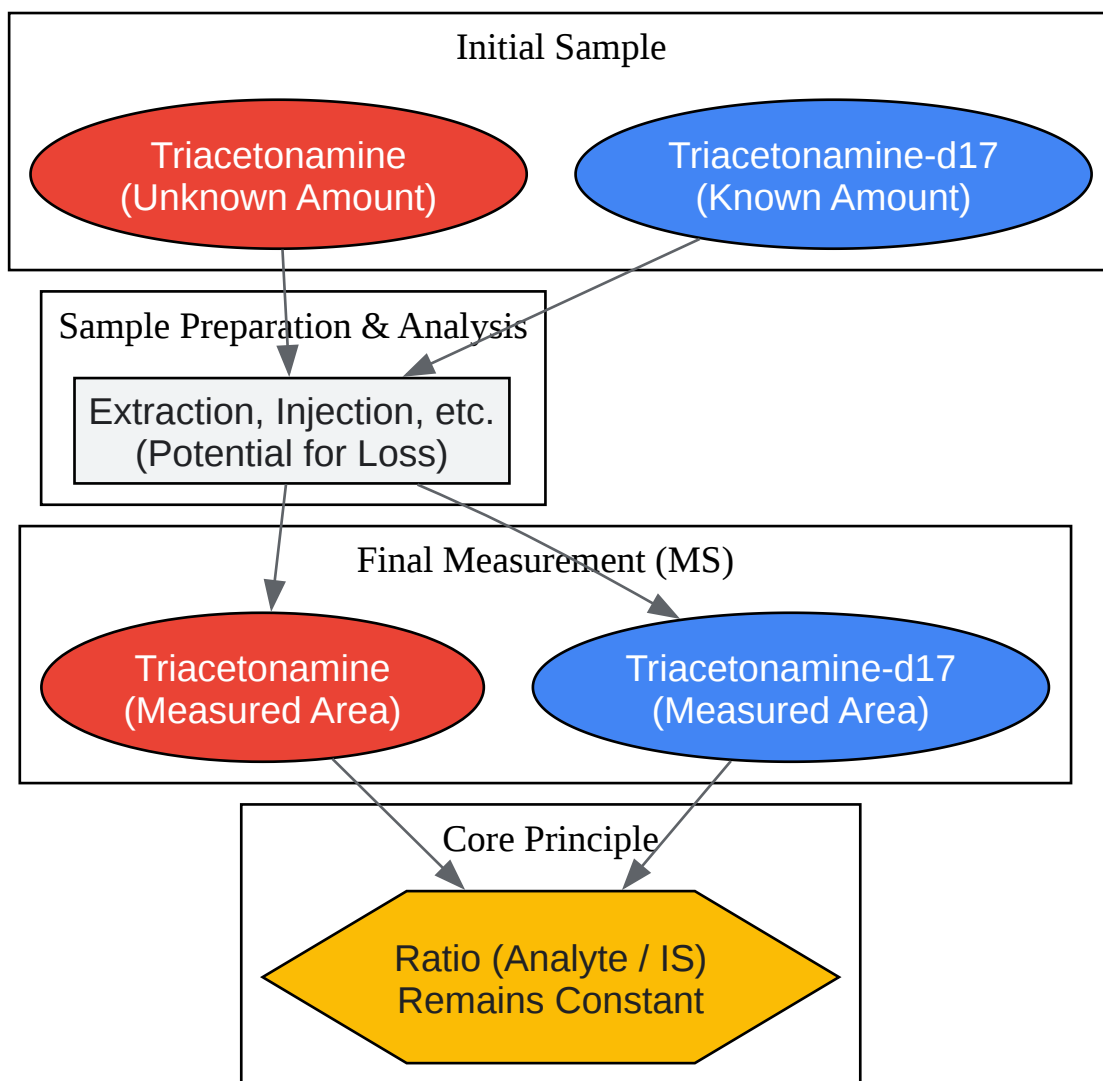 Initial Sample
Triacetonamine
(Unknown Amount)
Triacetonamine-d17
(Known Amount)
Sample Preparation & Analysis
Extraction, Injection, etc.
(Potential for Loss)
Final Measurement (MS)
Triacetonamine
(Measured Area)
Triacetonamine-d17
(Measured Area)
Core Principle
Ratio (Analyte / IS)
Remains Constant